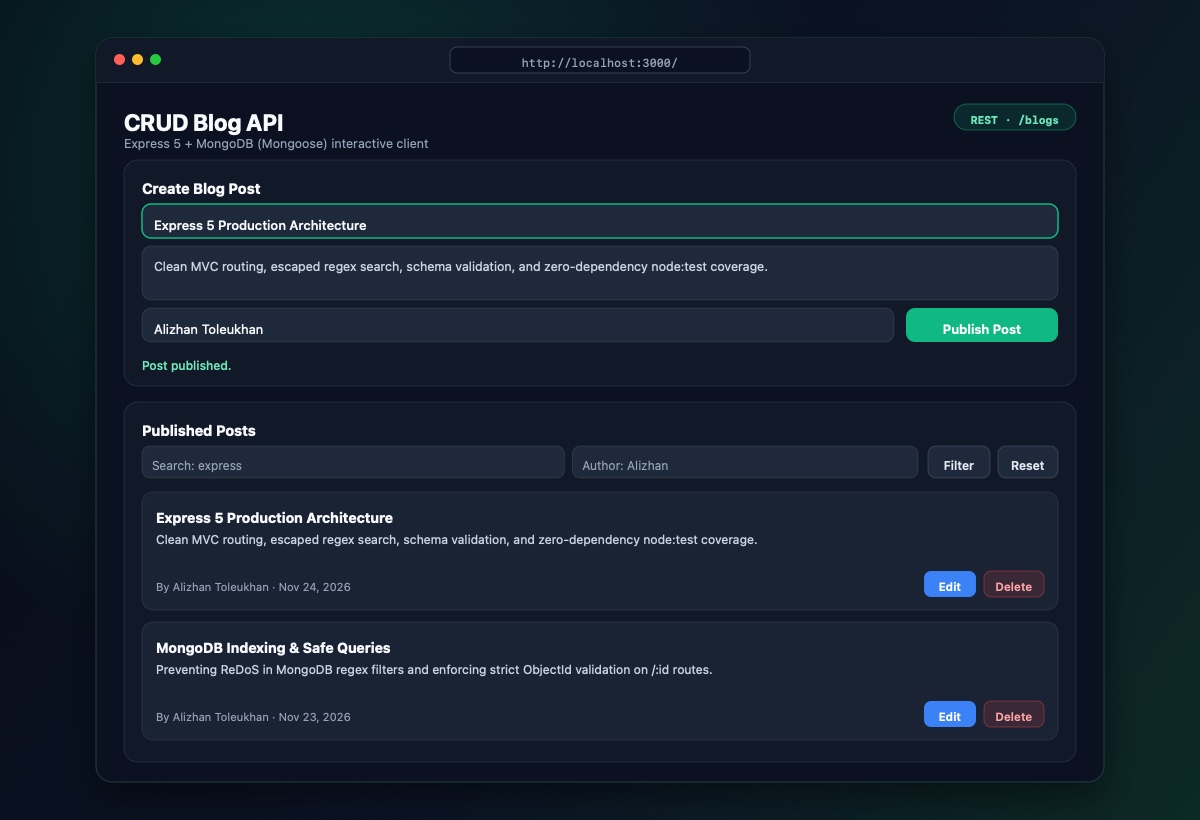 http://localhost:3000/
CRUD Blog API
REST · /blogs
Express 5 + MongoDB (Mongoose) interactive client
Create Blog Post
Express 5 Production Architecture
Clean MVC routing, escaped regex search, schema validation, and zero-dependency node:test coverage.
Alizhan Toleukhan
Publish Post
Post published.
Published Posts
Search: express
Author: Alizhan
Filter
Reset
Express 5 Production Architecture
Clean MVC routing, escaped regex search, schema validation, and zero-dependency node:test coverage.
By Alizhan Toleukhan · Nov 24, 2026
Edit
Delete
MongoDB Indexing & Safe Queries
Preventing ReDoS in MongoDB regex filters and enforcing strict ObjectId validation on /:id routes.
By Alizhan Toleukhan · Nov 23, 2026
Edit
Delete